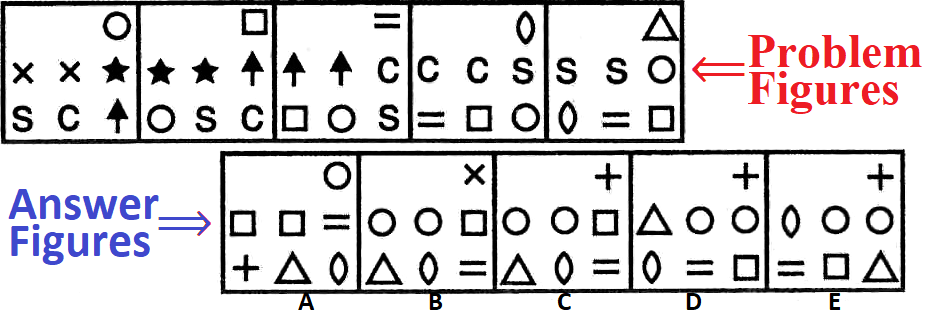 =
× × C C C S S S
S C S C S = =
Problem
Figures
× + + +
=
+ = = = =
Answer
Figures
A B C D E